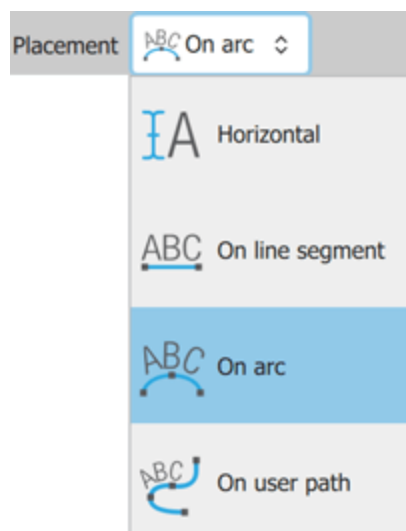 Placement ABC On arc
A Horizontal
ABC On line segment
ABC On arc
ABC On user path